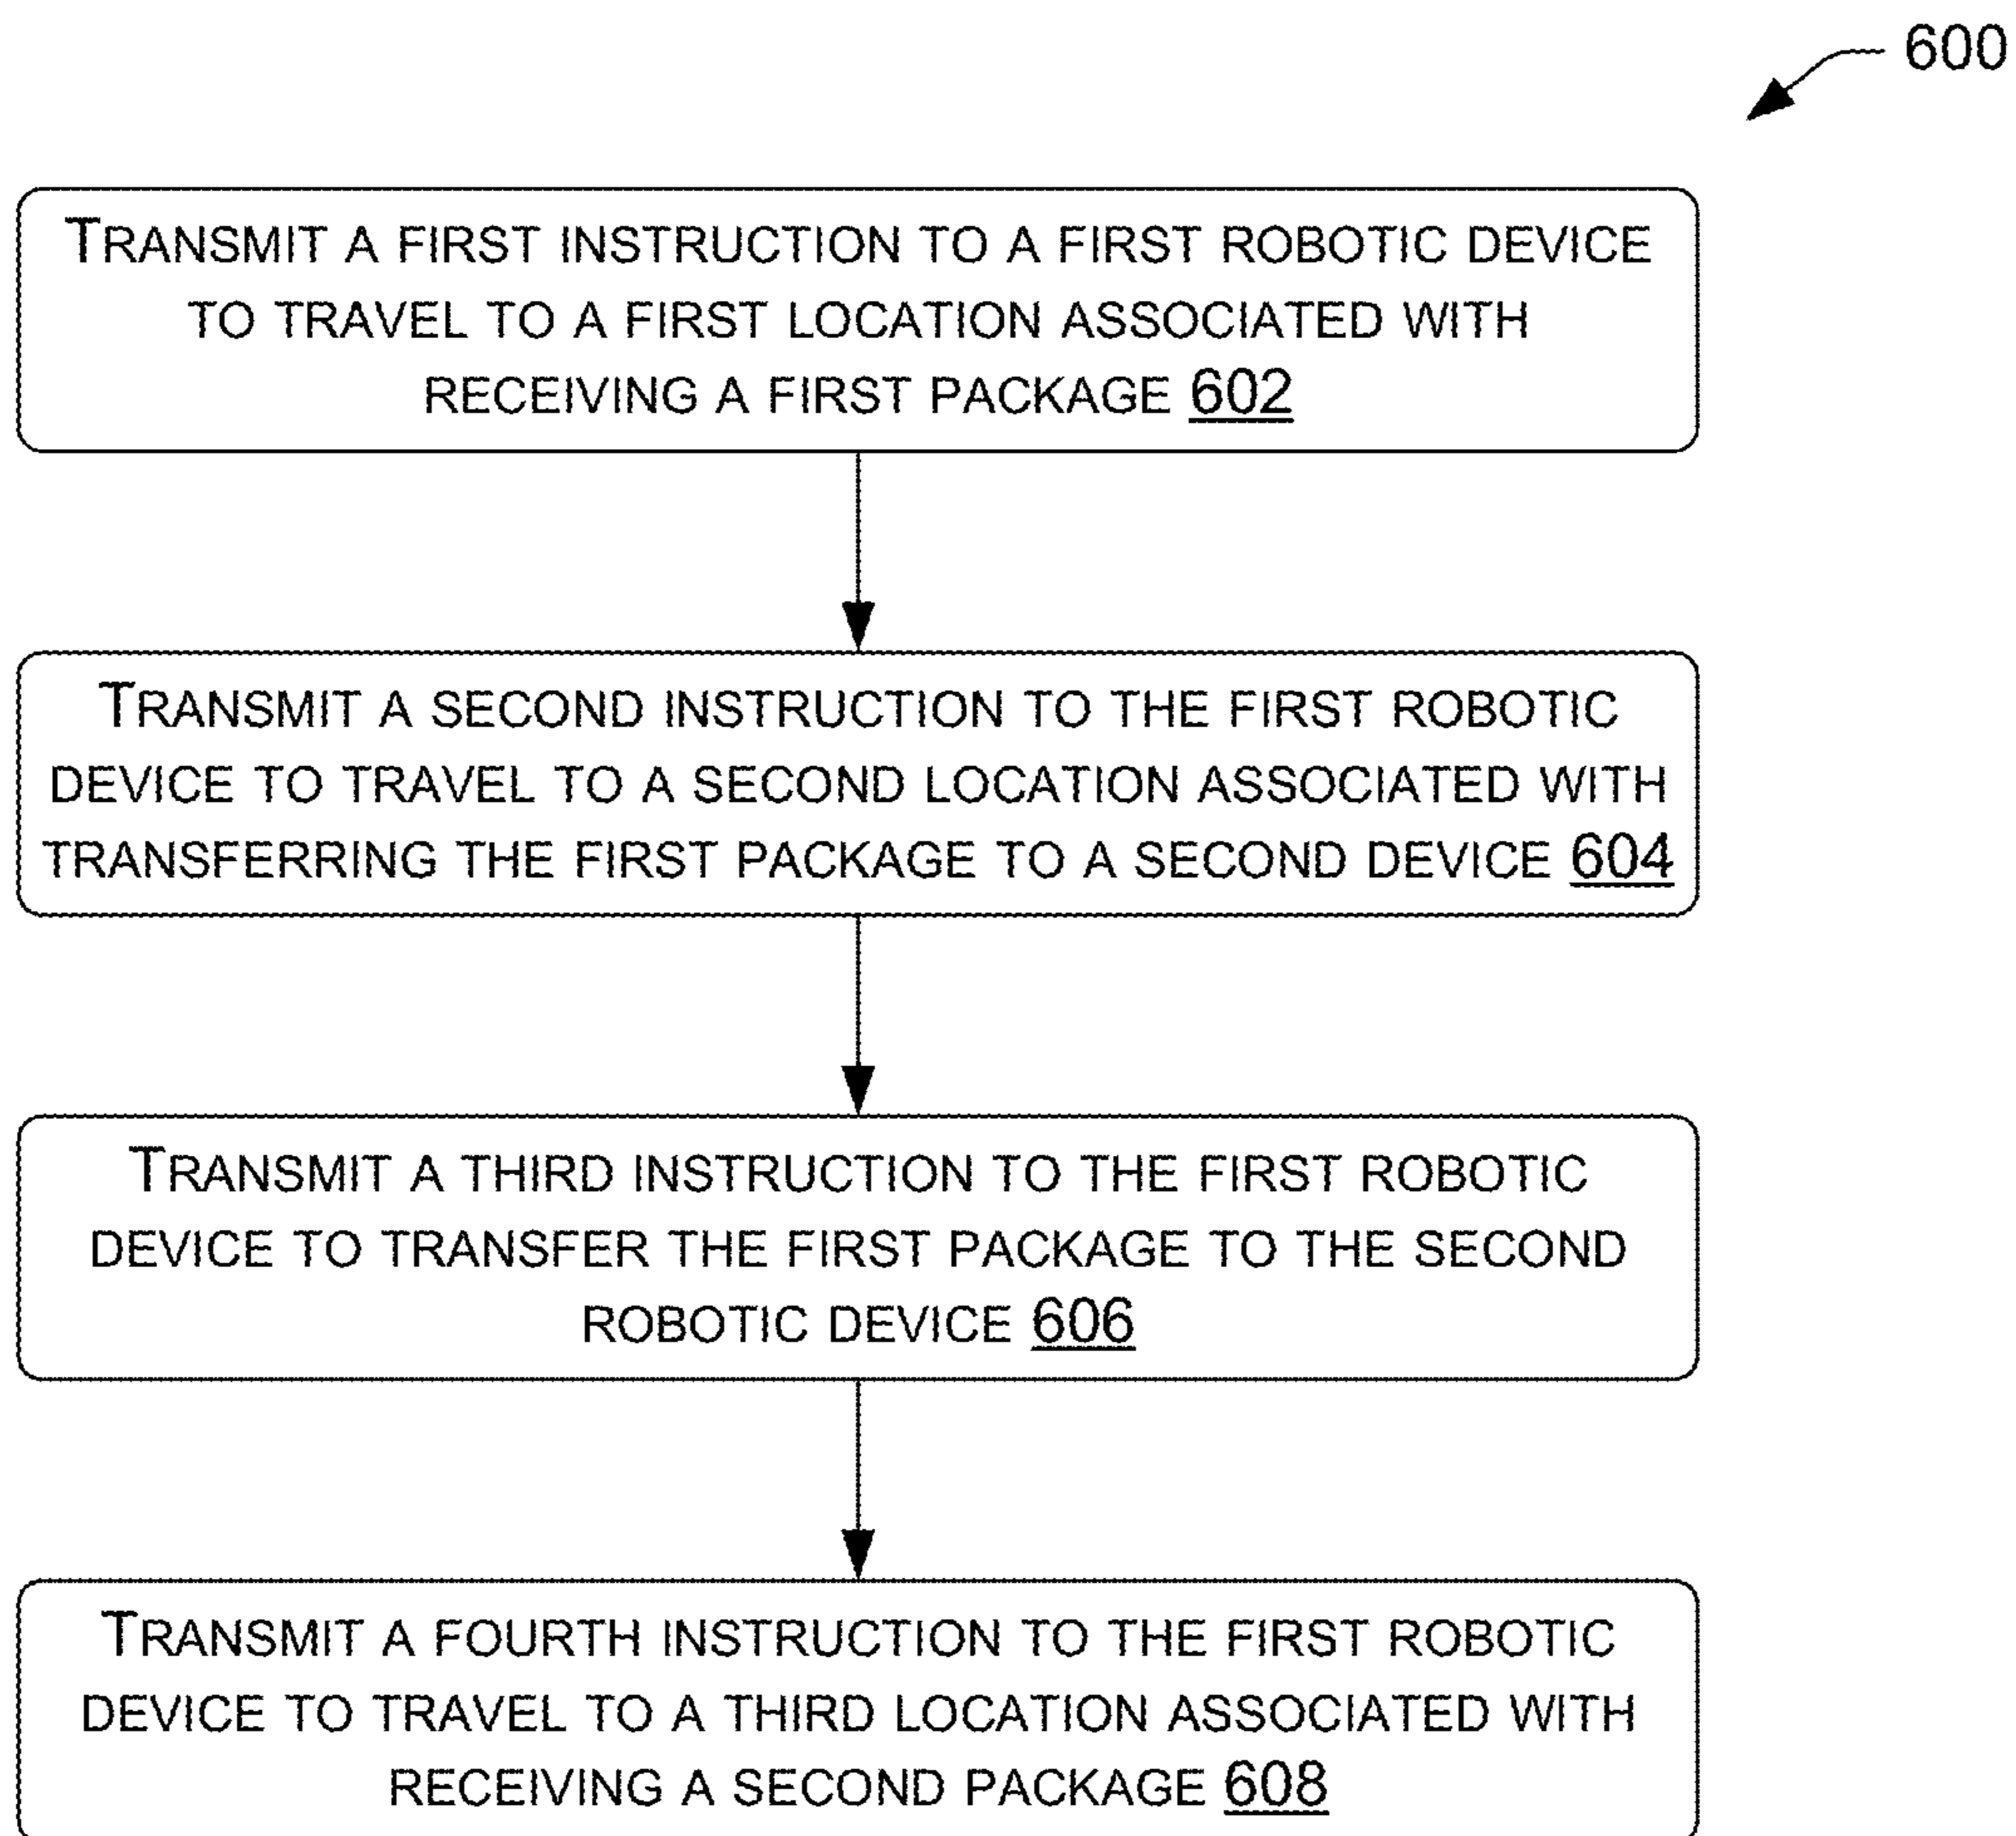 600
TRANSMIT A FIRST INSTRUCTION TO A FIRST ROBOTIC DEVICE
TO TRAVEL TO A FIRST LOCATION ASSOCIATED WITH
RECEIVING A FIRST PACKAGE 602
TRANSMIT A SECOND INSTRUCTION TO THE FIRST ROBOTIC
DEVICE TO TRAVEL TO A SECOND LOCATION ASSOCIATED WITH
TRANSFERRING THE FIRST PACKAGE TO A SECOND DEVICE 604
TRANSMIT A THIRD INSTRUCTION TO THE FIRST ROBOTIC
DEVICE TO TRANSFER THE FIRST PACKAGE TO THE SECOND
ROBOTIC DEVICE 606
TRANSMIT A FOURTH INSTRUCTION TO THE FIRST ROBOTIC
DEVICE TO TRAVEL TO A THIRD LOCATION ASSOCIATED WITH
RECEIVING A SECOND PACKAGE 608